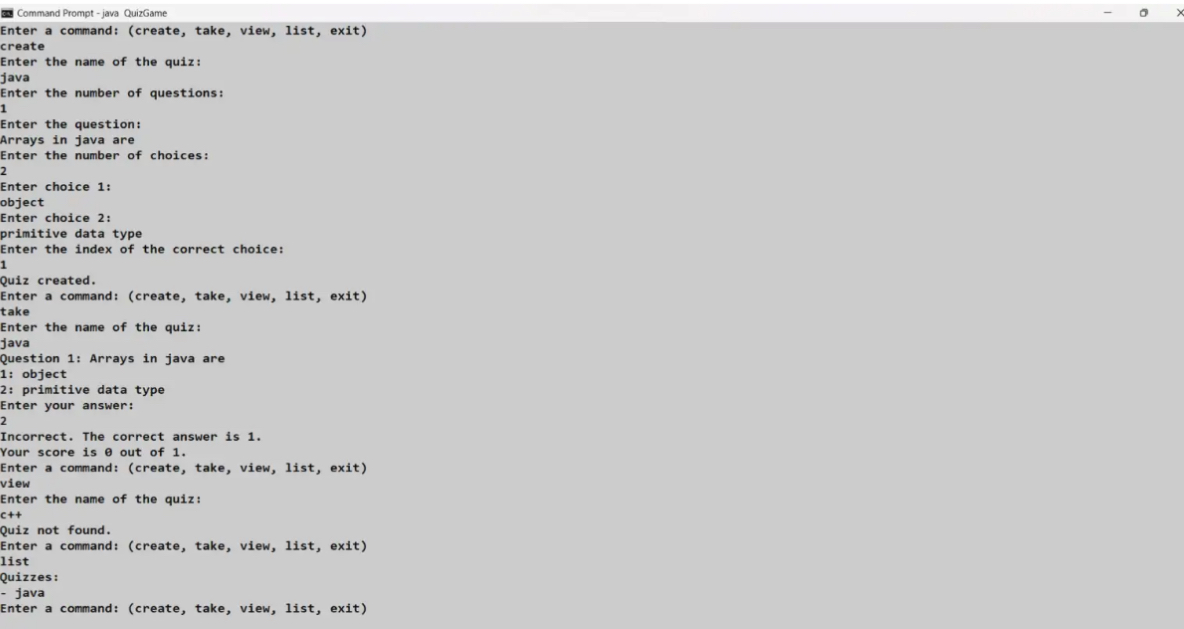 Command Prompt - java QuizGame
Enter a command: (create, take, view, list, exit)
create
Enter the name of the quiz:
java
Enter the number of questions:
1
Enter the question:
Arrays in java are
Enter the number of choices:
2
Enter choice 1:
object
Enter choice 2:
primitive data type
Enter the index of the correct choice:
1
Quiz created.
Enter a command: (create, take, view, list, exit)
take
Enter the name of the quiz:
java
Question 1: Arrays in java are
1: object
2: primitive data type
Enter your answer:
2
Incorrect. The correct answer is 1.
Your score is 0 out of 1.
Enter a command: (create, take, view, list, exit)
view
Enter the name of the quiz:
c++
Quiz not found.
Enter a command: (create, take, view, list, exit)
list
Quizzes:
- java
Enter a command: (create, take, view, list, exit)